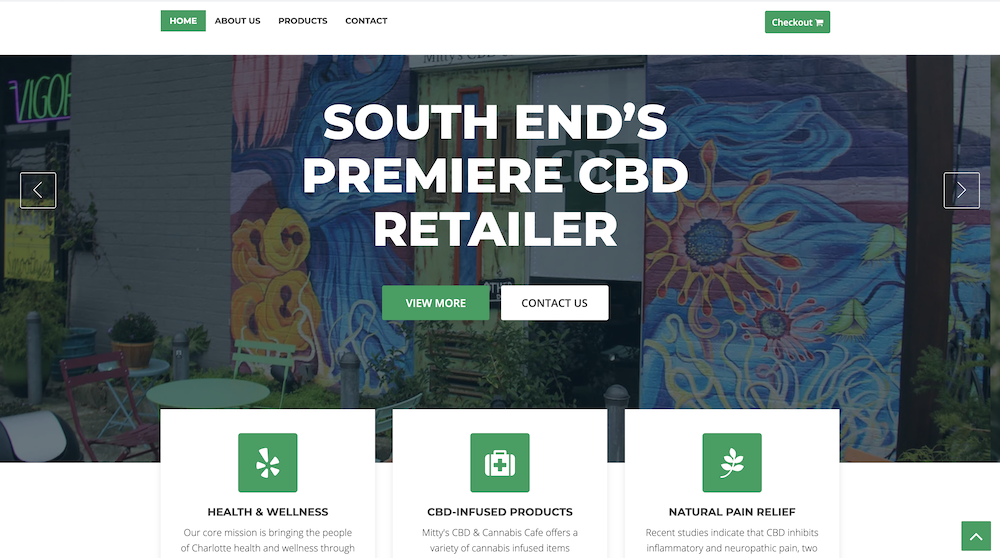 HOME ABOUT US PRODUCTS CONTACT
Checkout
SOUTH END’S
PREMIERE CBD
RETAILER
VIEW MORE
CONTACT US
VIGOR
Mitty's CBD
CBD
HEALTH & WELLNESS
Our core mission is bringing the people
of Charlotte health and wellness through
CBD-INFUSED PRODUCTS
Mitty's CBD & Cannabis Cafe offers a
variety of cannabis infused items
NATURAL PAIN RELIEF
Recent studies indicate that CBD inhibits
inflammatory and neuropathic pain, two